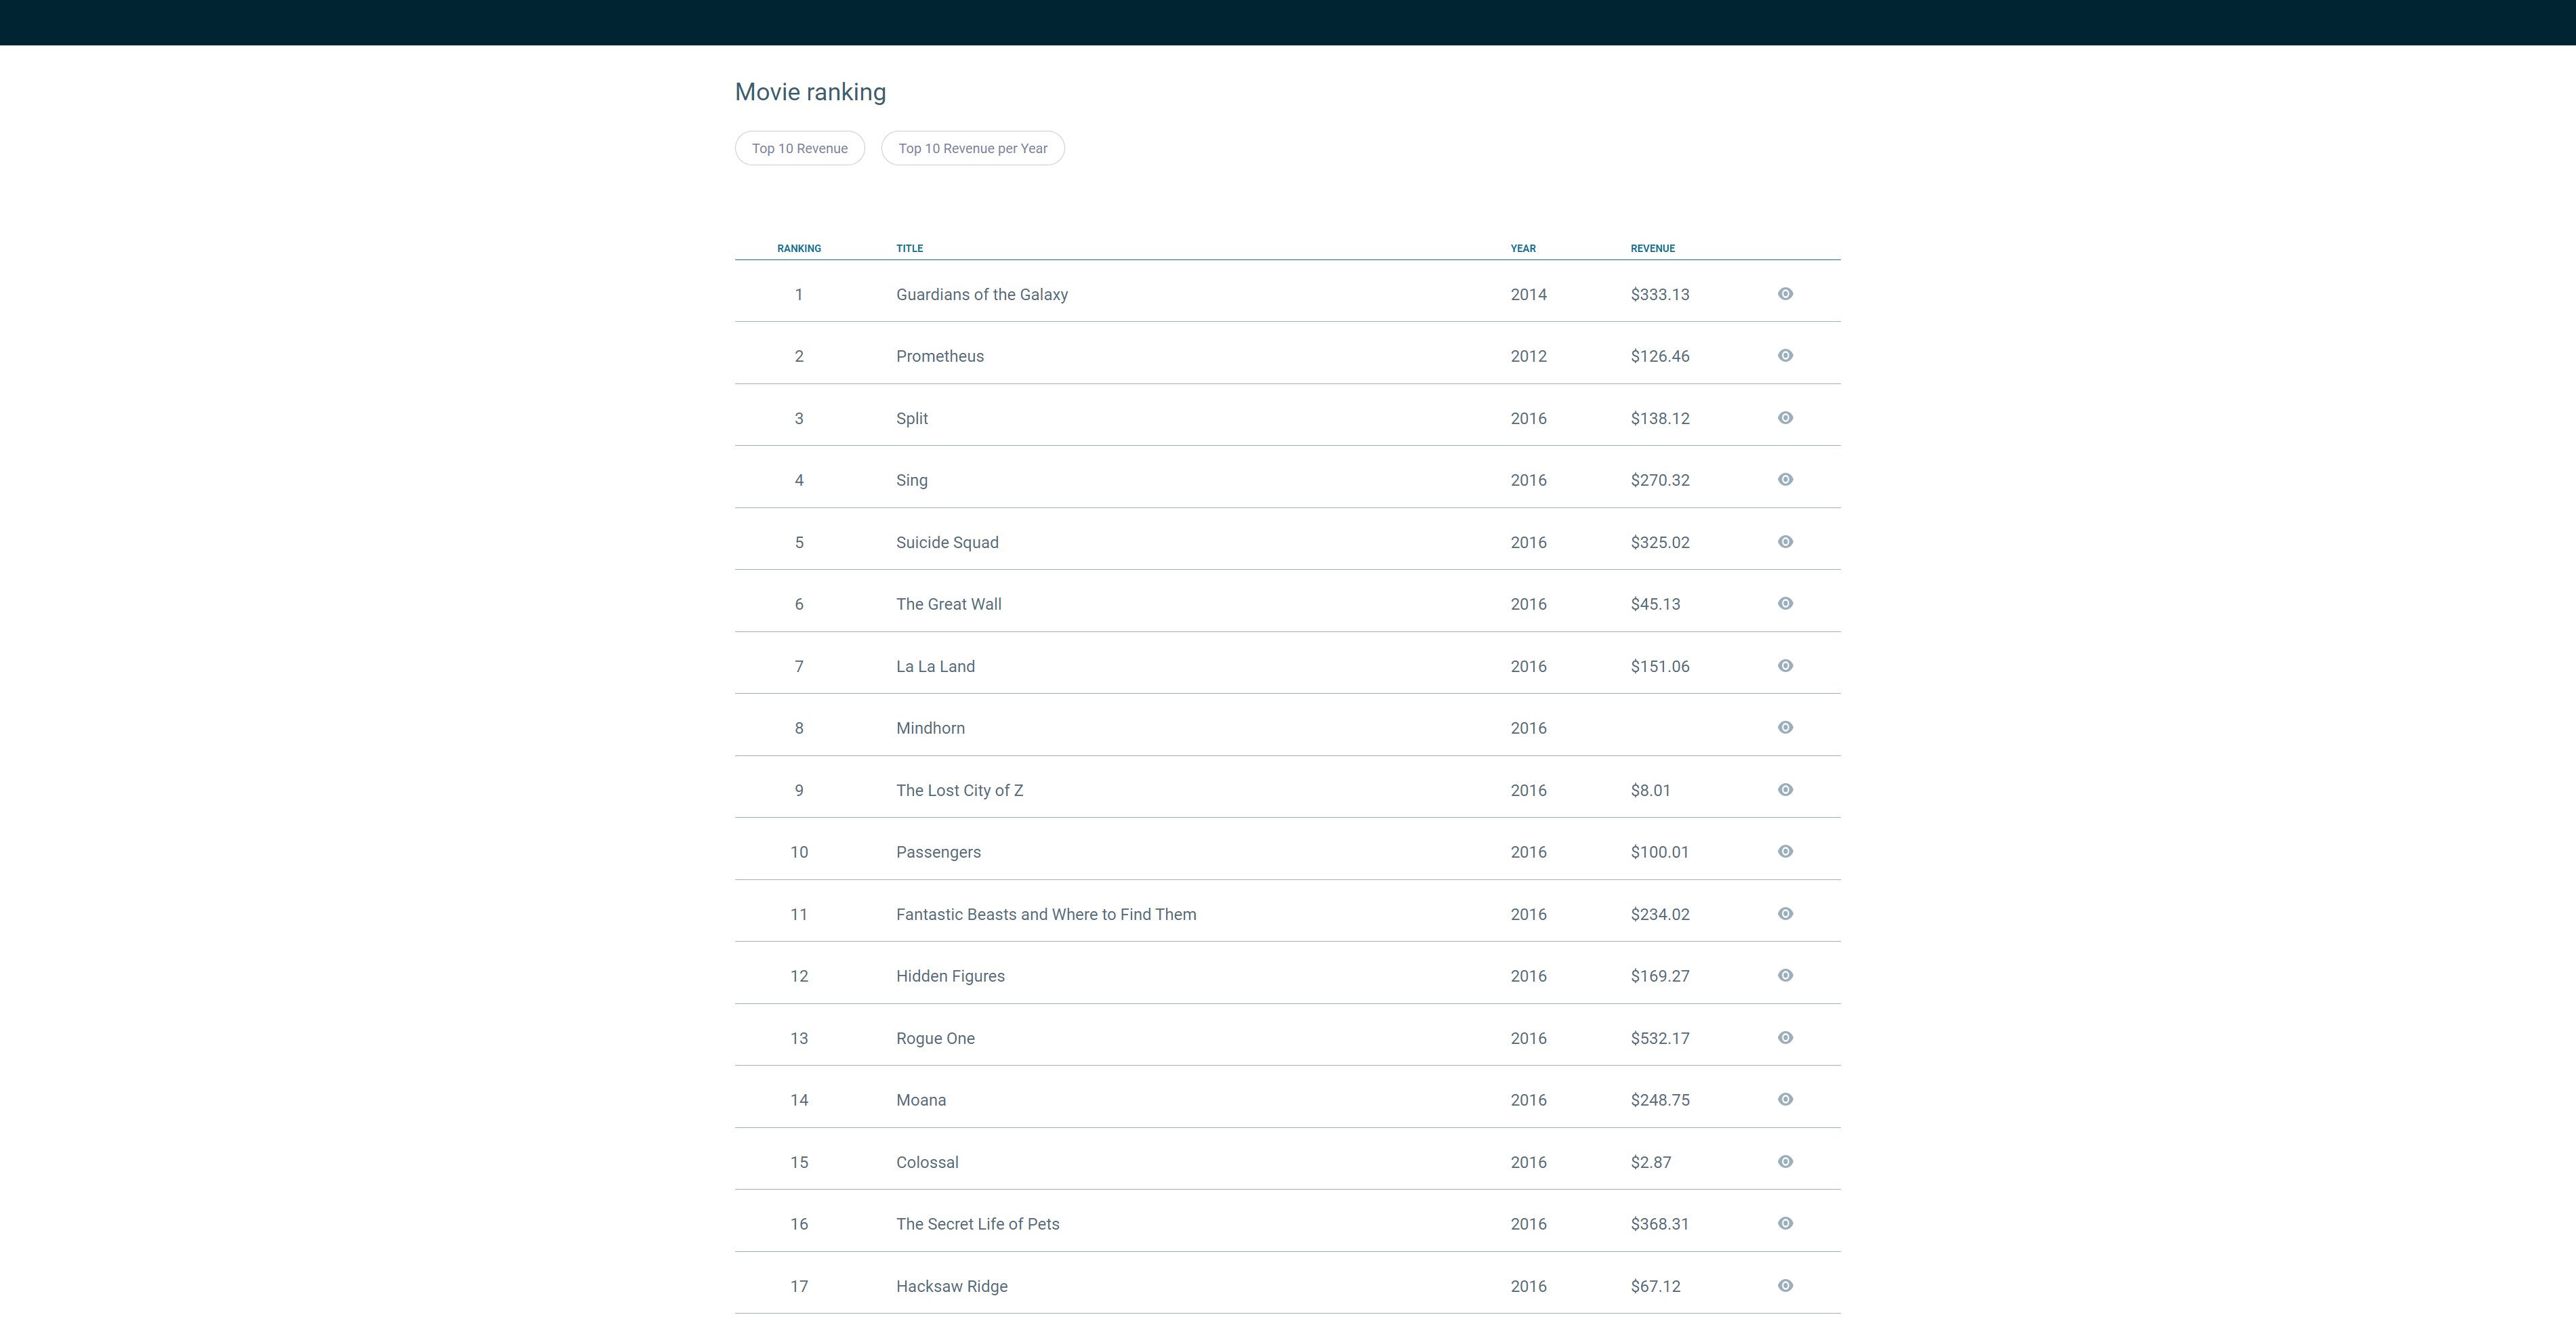 Movie ranking
Top 10 Revenue Top 10 Revenue per Year
RANKING TITLE YEAR REVENUE
1 Guardians of the Galaxy 2014 $333.13
2 Prometheus 2012 $126.46
3 Split 2016 $138.12
4 Sing 2016 $270.32
5 Suicide Squad 2016 $325.02
6 The Great Wall 2016 $45.13
7 La La Land 2016 $151.06
8 Mindhorn 2016
9 The Lost City of Z 2016 $8.01
10 Passengers 2016 $100.01
11 Fantastic Beasts and Where to Find Them 2016 $234.02
12 Hidden Figures 2016 $169.27
13 Rogue One 2016 $532.17
14 Moana 2016 $248.75
15 Colossal 2016 $2.87
16 The Secret Life of Pets 2016 $368.31
17 Hacksaw Ridge 2016 $67.12